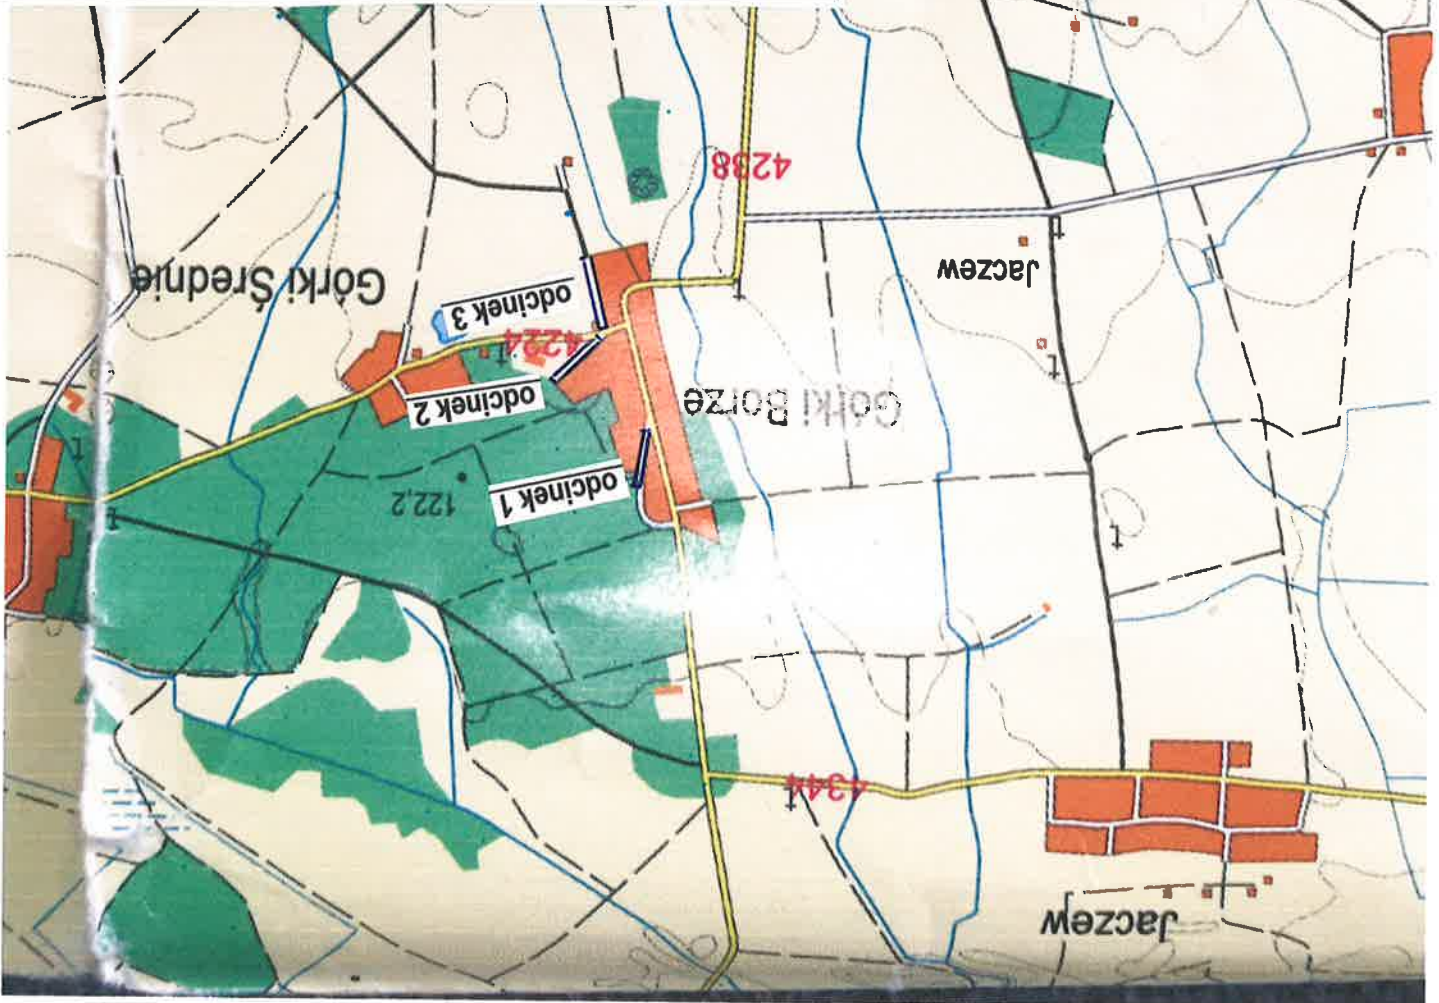 Jaczew
4344
odcinek 1
122,2
Górki Borze
odcinek 2
4224
odcinek 3
Jaczew
Górki Średnie
4238